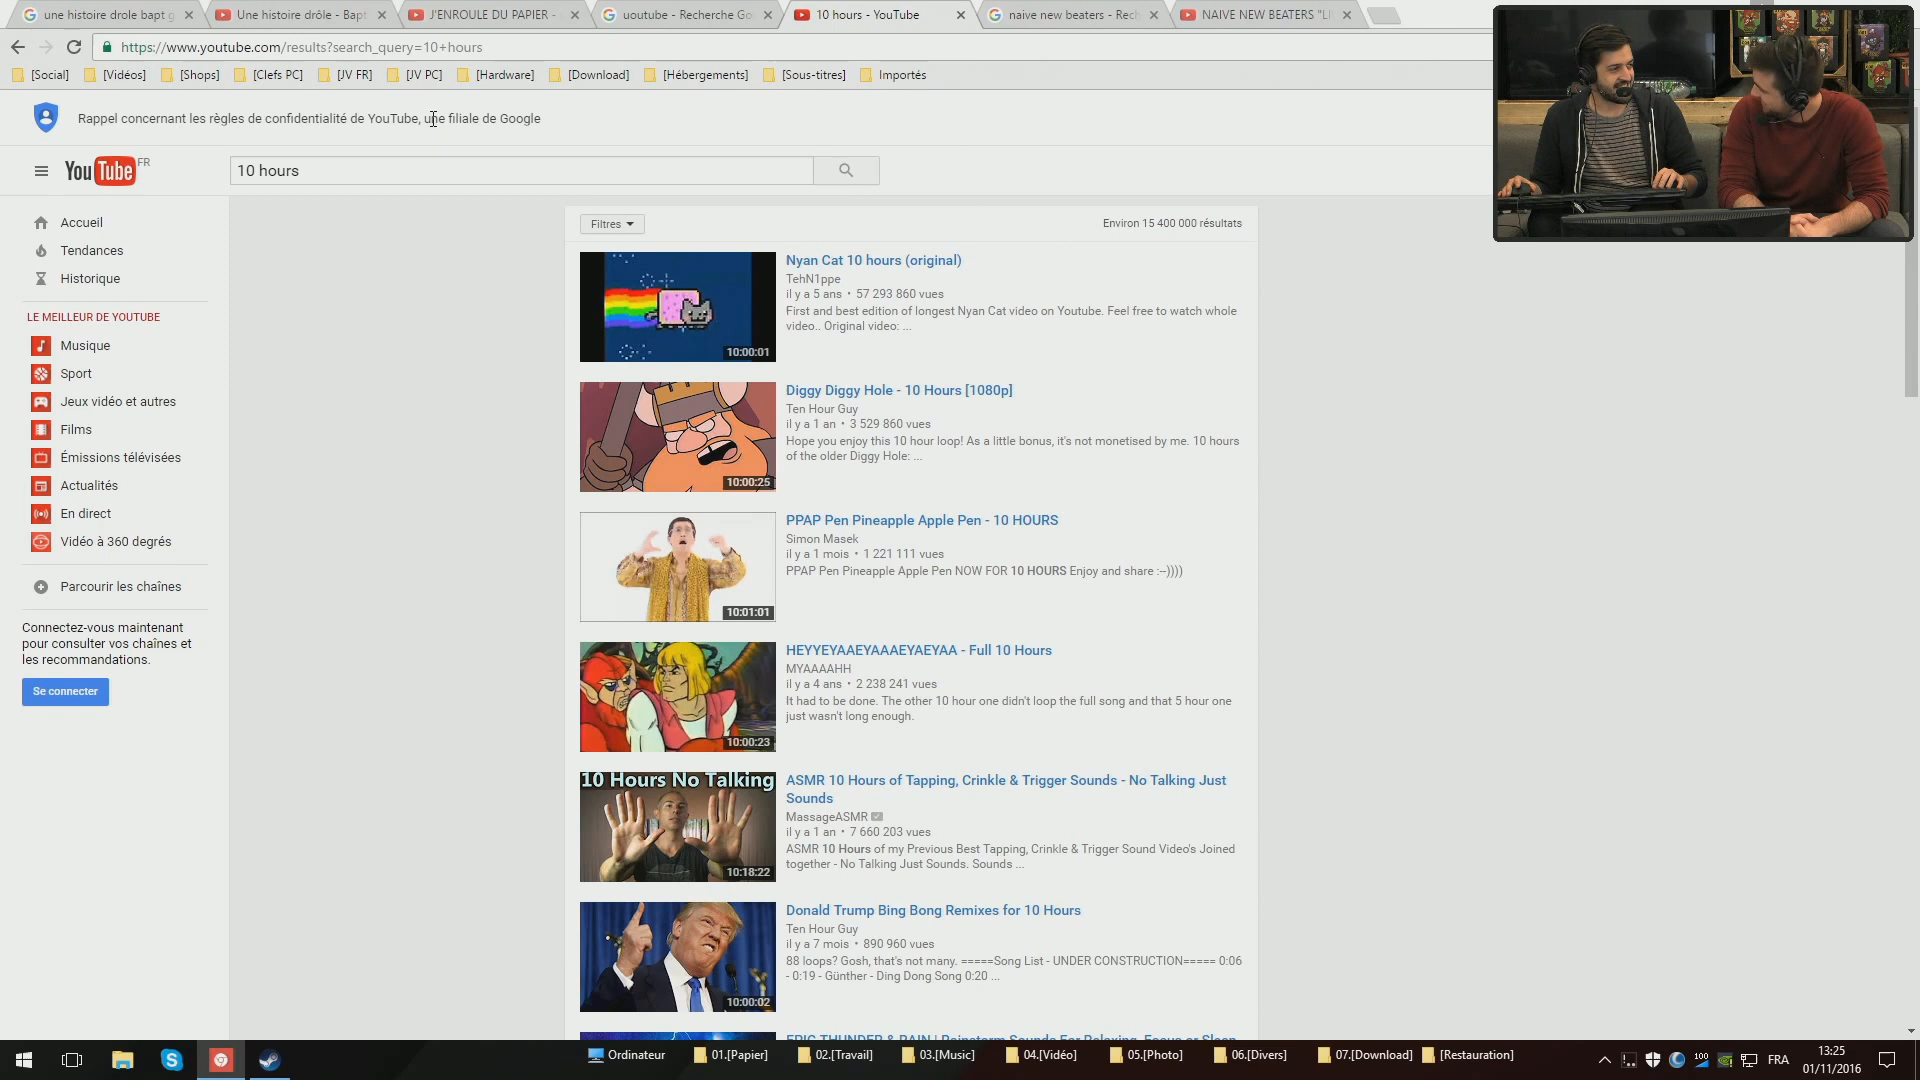 une histoire drole bapt g
Une histoire drôle - Bapt
J'ENROULE DU PAPIER -
uoutube - Recherche Go
10 hours - YouTube
naive new beaters - Rech
NAIVE NEW BEATERS "LI
https://www.youtube.com/results?search_query=10+hours
[Social]
[Vidéos]
[Shops]
[Clefs PC]
[JV FR]
[JV PC]
[Hardware]
[Download]
[Hébergements]
[Sous-titres]
Importés
Rappel concernant les règles de confidentialité de YouTube, une filiale de Google
YouTube FR
10 hours
Accueil
Tendances
Historique
LE MEILLEUR DE YOUTUBE
Musique
Sport
Jeux vidéo et autres
Films
Émissions télévisées
Actualités
En direct
Vidéo à 360 degrés
Parcourir les chaînes
Connectez-vous maintenant
pour consulter vos chaînes et
les recommandations.
Se connecter
Filtres
Environ 15 400 000 résultats
Nyan Cat 10 hours (original)
TehN1ppe
il y a 5 ans • 57 293 860 vues
First and best edition of longest Nyan Cat video on Youtube. Feel free to watch whole
video.. Original video: ...
10:00:01
Diggy Diggy Hole - 10 Hours [1080p]
Ten Hour Guy
il y a 1 an • 3 529 860 vues
Hope you enjoy this 10 hour loop! As a little bonus, it's not monetised by me. 10 hours
of the older Diggy Hole: ...
10:00:25
PPAP Pen Pineapple Apple Pen - 10 HOURS
Simon Masek
il y a 1 mois • 1 221 111 vues
PPAP Pen Pineapple Apple Pen NOW FOR 10 HOURS Enjoy and share :--))))
10:01:01
HEYYEYAAEYAAAEYAEYAA - Full 10 Hours
MYAAAAHH
il y a 4 ans • 2 238 241 vues
It had to be done. The other 10 hour one didn't loop the full song and that 5 hour one
just wasn't long enough.
10:00:23
10 Hours No Talking
ASMR 10 Hours of Tapping, Crinkle & Trigger Sounds - No Talking Just
Sounds
MassageASMR
il y a 1 an • 7 660 203 vues
ASMR 10 Hours of my Previous Best Tapping, Crinkle & Trigger Sound Video's Joined
together - No Talking Just Sounds. Sounds ...
10:18:22
Donald Trump Bing Bong Remixes for 10 Hours
Ten Hour Guy
il y a 7 mois • 890 960 vues
88 loops? Gosh, that's not many. =====Song List - UNDER CONSTRUCTION===== 0:06
- 0:19 - Günther - Ding Dong Song 0:20 ...
10:00:02
EPIC THUNDER & RAIN | Rainstorm Sounds For Relaxing, Focus or Sleep
Ordinateur
01.[Papier]
02.[Travail]
03.[Music]
04.[Vidéo]
05.[Photo]
06.[Divers]
07.[Download]
[Restauration]
100
FRA
13:25
01/11/2016